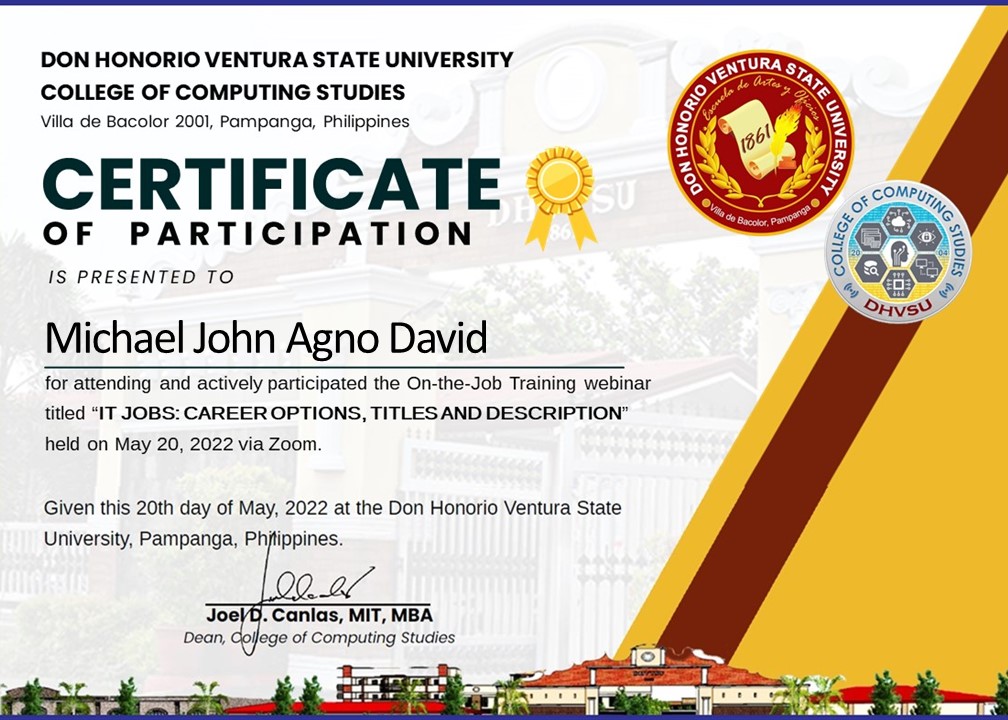 DON HONORIO VENTURA STATE UNIVERSITY
COLLEGE OF COMPUTING STUDIES
Villa de Bacolor 2001, Pampanga, Philippines
CERTIFICATE
OF PARTICIPATION
IS PRESENTED TO
Michael John Agno David
for attending and actively participated the On-the-Job Training webinar
titled “IT JOBS: CAREER OPTIONS, TITLES AND DESCRIPTION”
held on May 20, 2022 via Zoom.
Given this 20th day of May, 2022 at the Don Honorio Ventura State
University, Pampanga, Philippines.
Joel D. Canlas, MIT, MBA
Dean, College of Computing Studies
DON HONORIO VENTURA STATE UNIVERSITY
Escuela de Artes y Oficios
1861
Villa de Bacolor, Pampanga
COLLEGE OF COMPUTING STUDIES
20 04
DHVSU
DHVSU